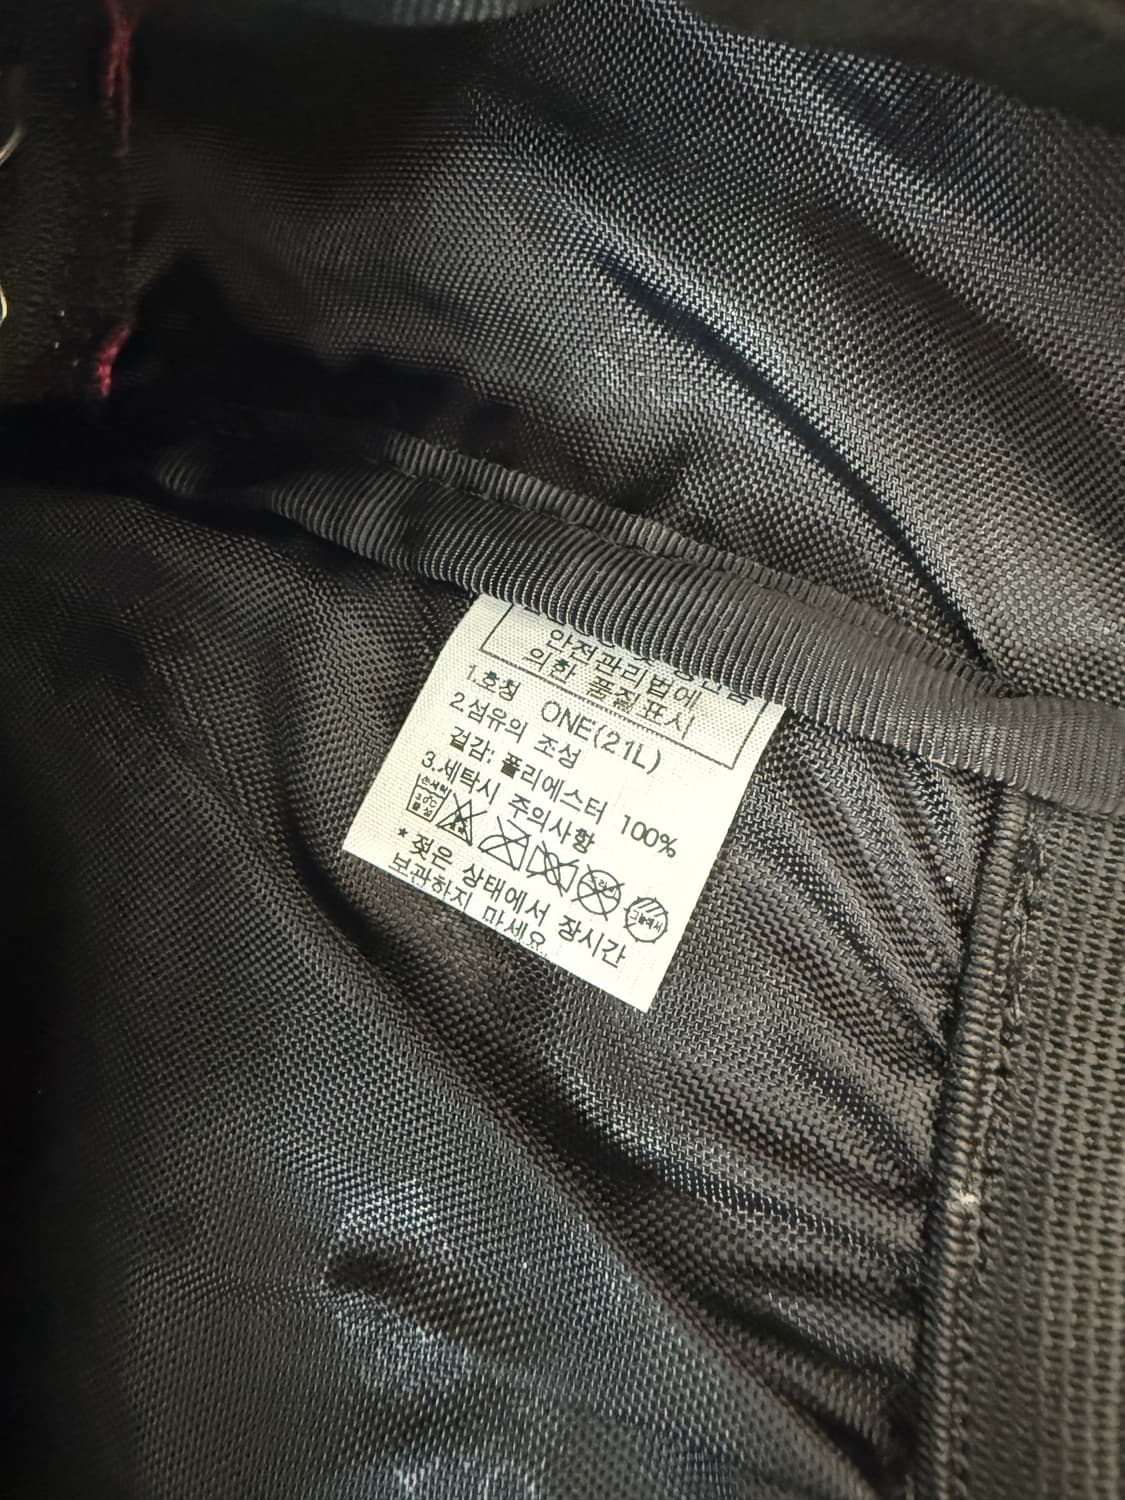 안전관리법에
의한 품질표시
1.호칭 ONE(21L)
2섬유의 조성
겉감: 폴리에스터 100%
3.세탁시 주의사항
* 젖은 상태에서 장시간
보관하지 마세요